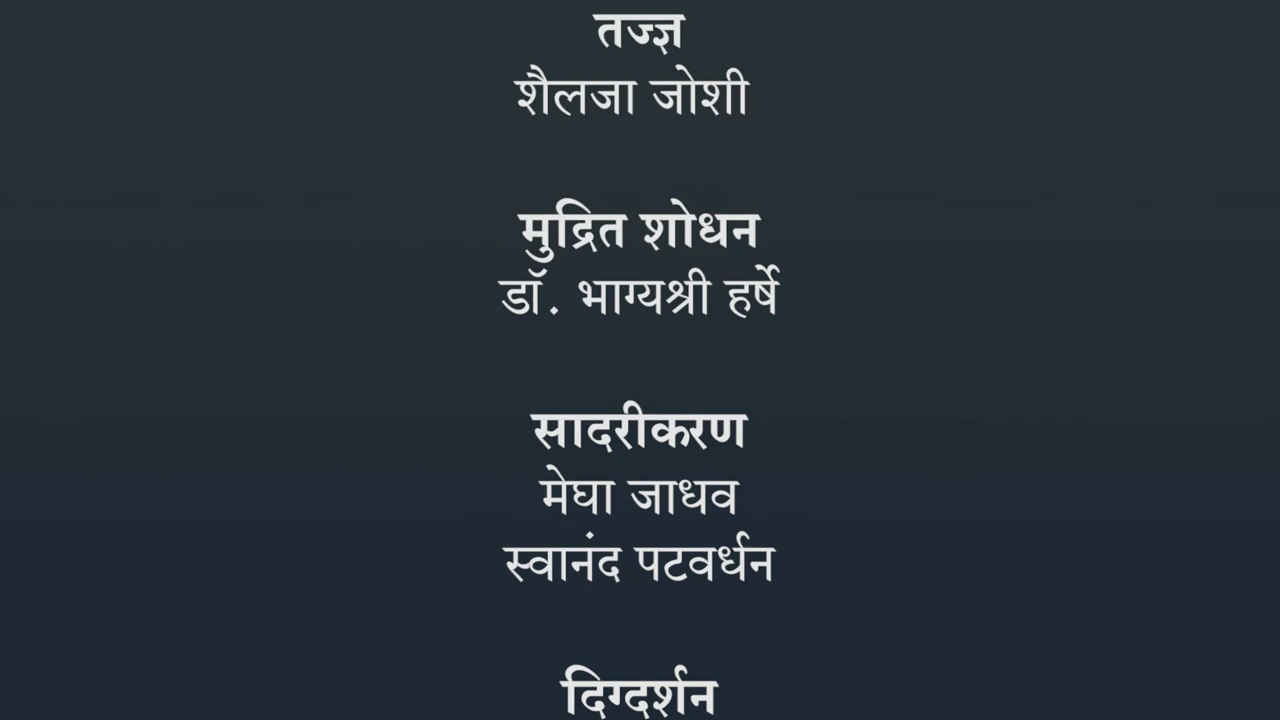 तज्ज्ञ
शैलजा जोशी
मुद्रित शोधन
डॉ. भाग्यश्री हर्षे
सादरीकरण
मेघा जाधव
स्वानंद पटवर्धन
दिग्दर्शन